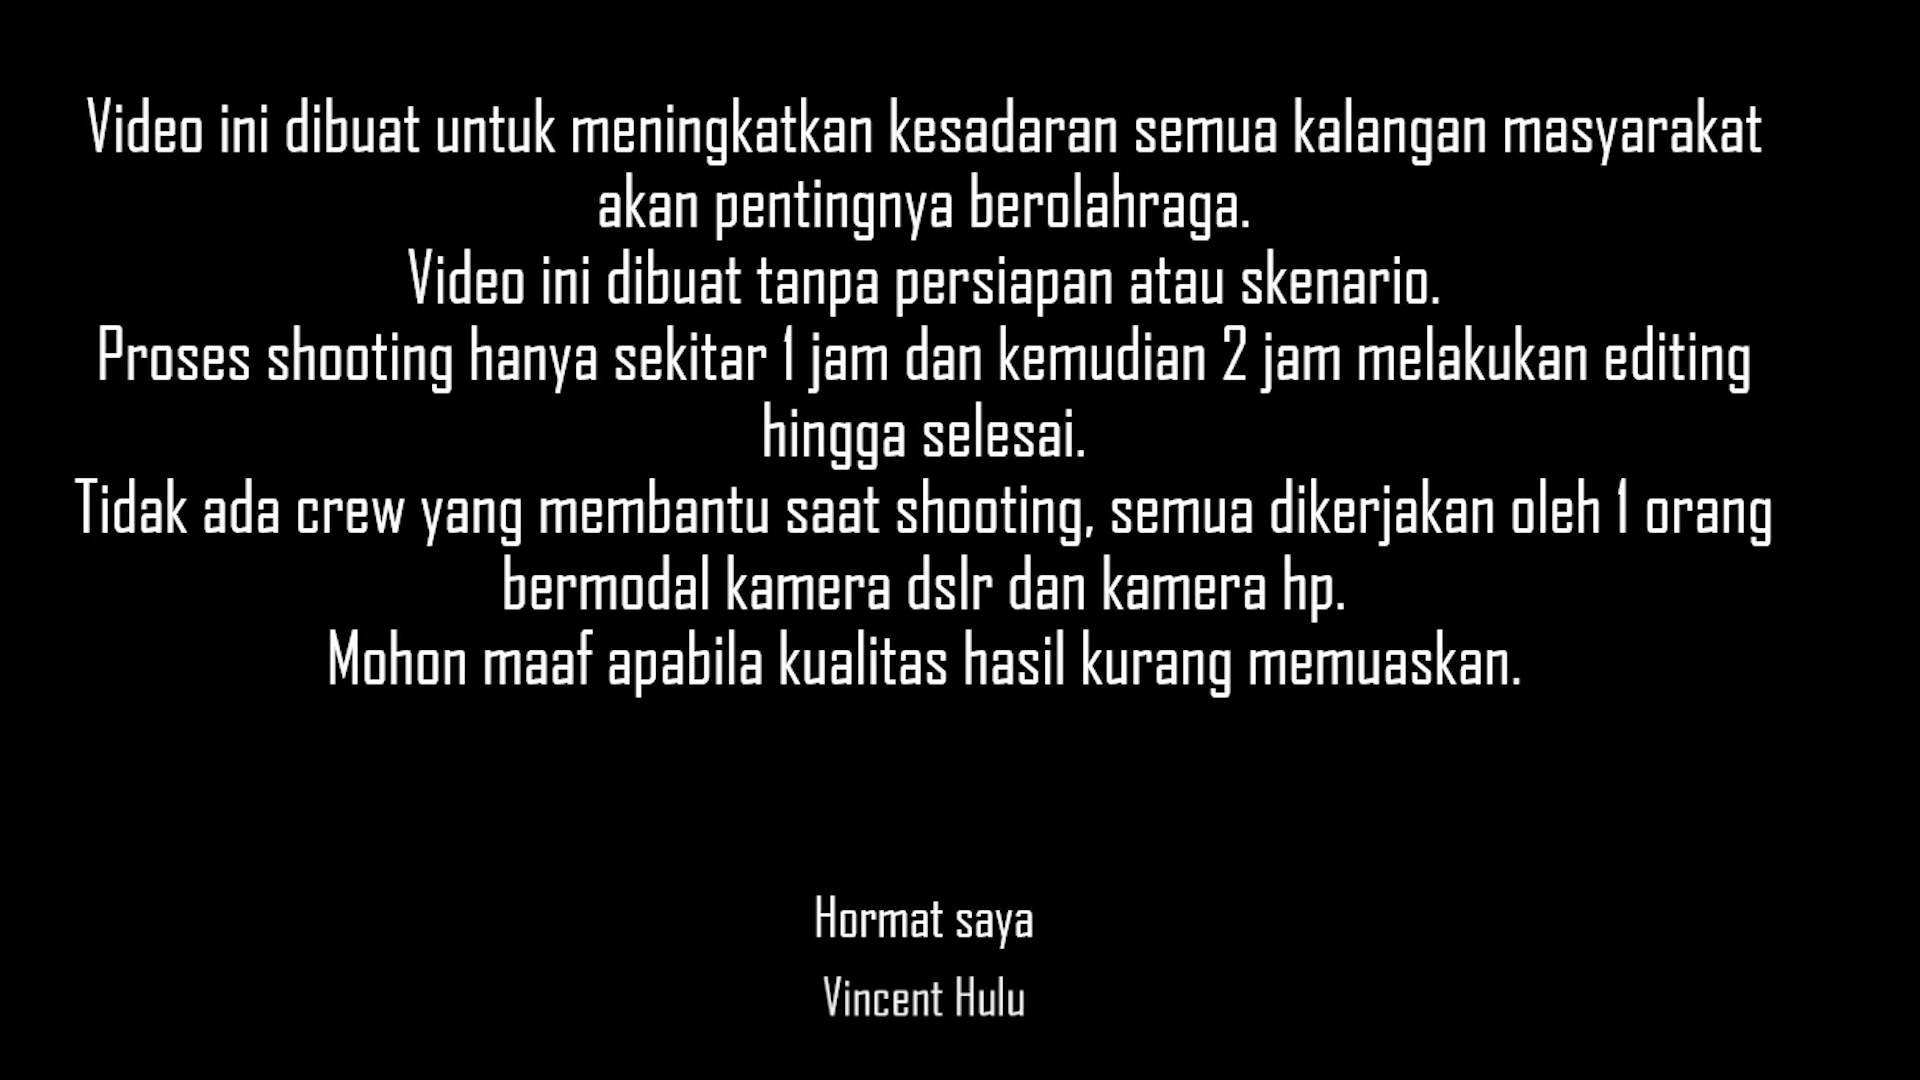 Video ini dibuat untuk meningkatkan kesadaran semua kalangan masyarakat
akan pentingnya berolahraga.
Video ini dibuat tanpa persiapan atau skenario.
Proses shooting hanya sekitar 1 jam dan kemudian 2 jam melakukan editing
hingga selesai.
Tidak ada crew yang membantu saat shooting, semua dikerjakan oleh 1 orang
bermodal kamera dslr dan kamera hp.
Mohon maaf apabila kualitas hasil kurang memuaskan.
Hormat saya
Vincent Hulu